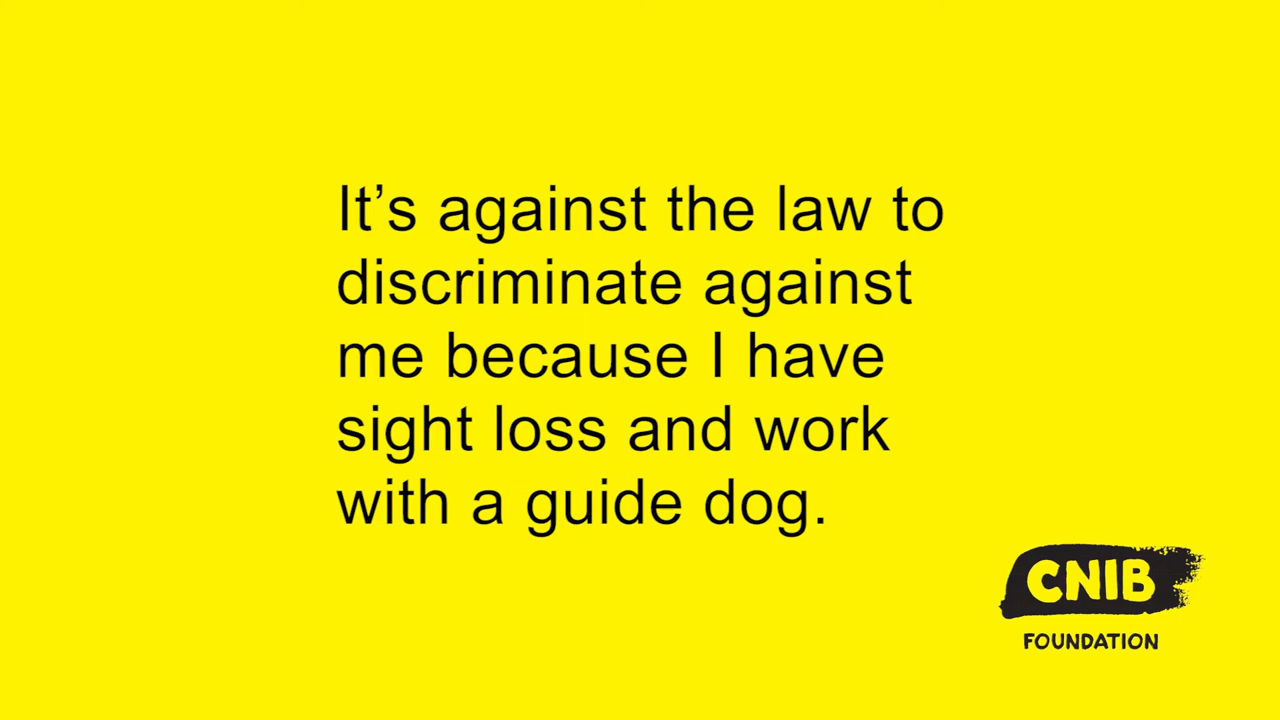 It’s against the law to
discriminate against
me because I have
sight loss and work
with a guide dog.
CNIB
FOUNDATION